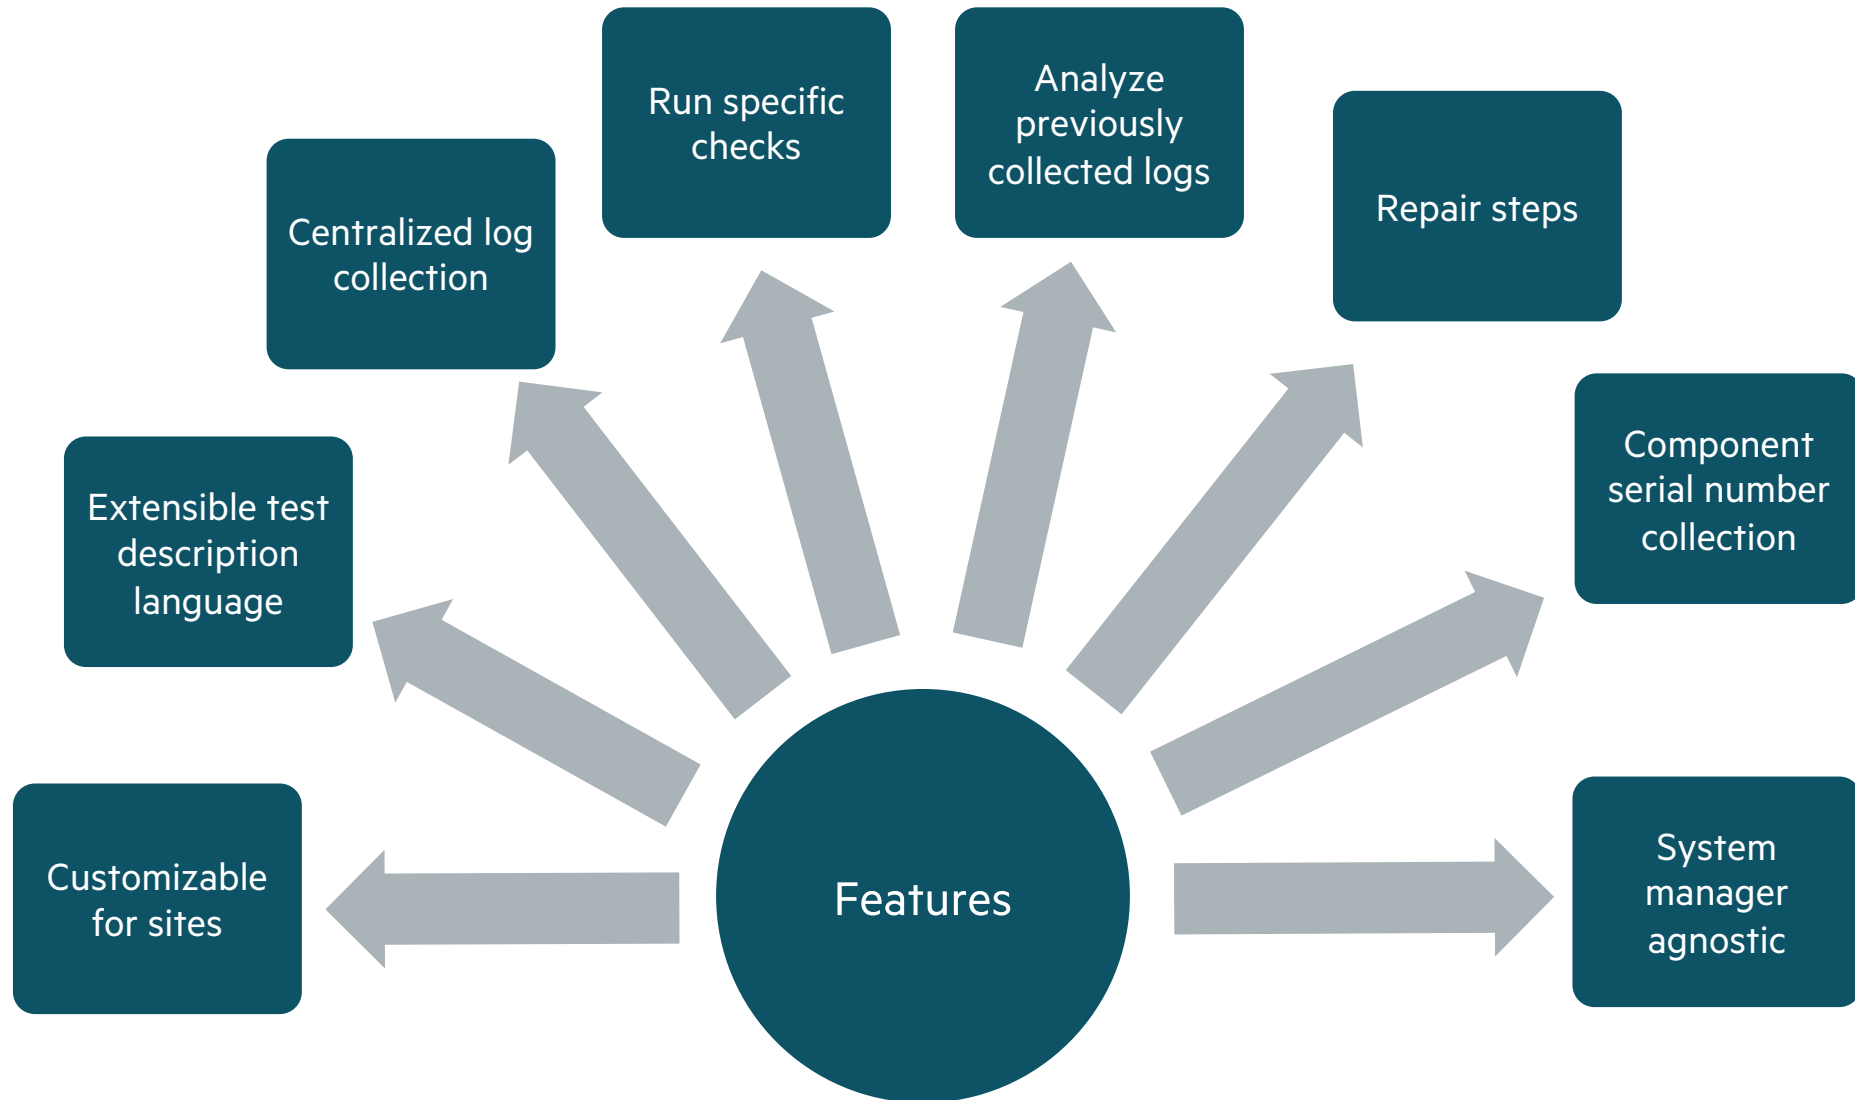 Run specific
checks
Analyze
previously
collected logs
Repair steps
Centralized log
collection
Component
serial number
collection
Extensible test
description
language
Customizable
for sites
Features
System
manager
agnostic